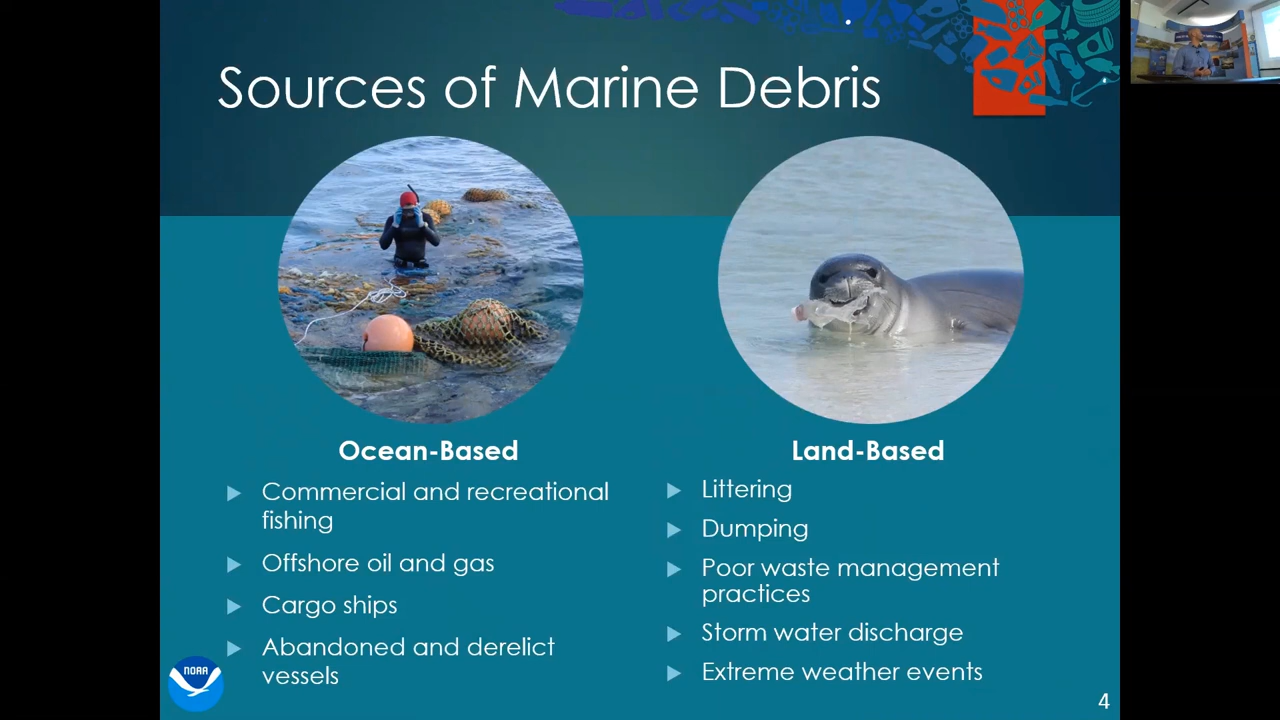 Sources of Marine Debris
Ocean-Based
Commercial and recreational
fishing
Offshore oil and gas
Cargo ships
Abandoned and derelict
vessels
Land-Based
Littering
Dumping
Poor waste management
practices
Storm water discharge
Extreme weather events
NOAA
4